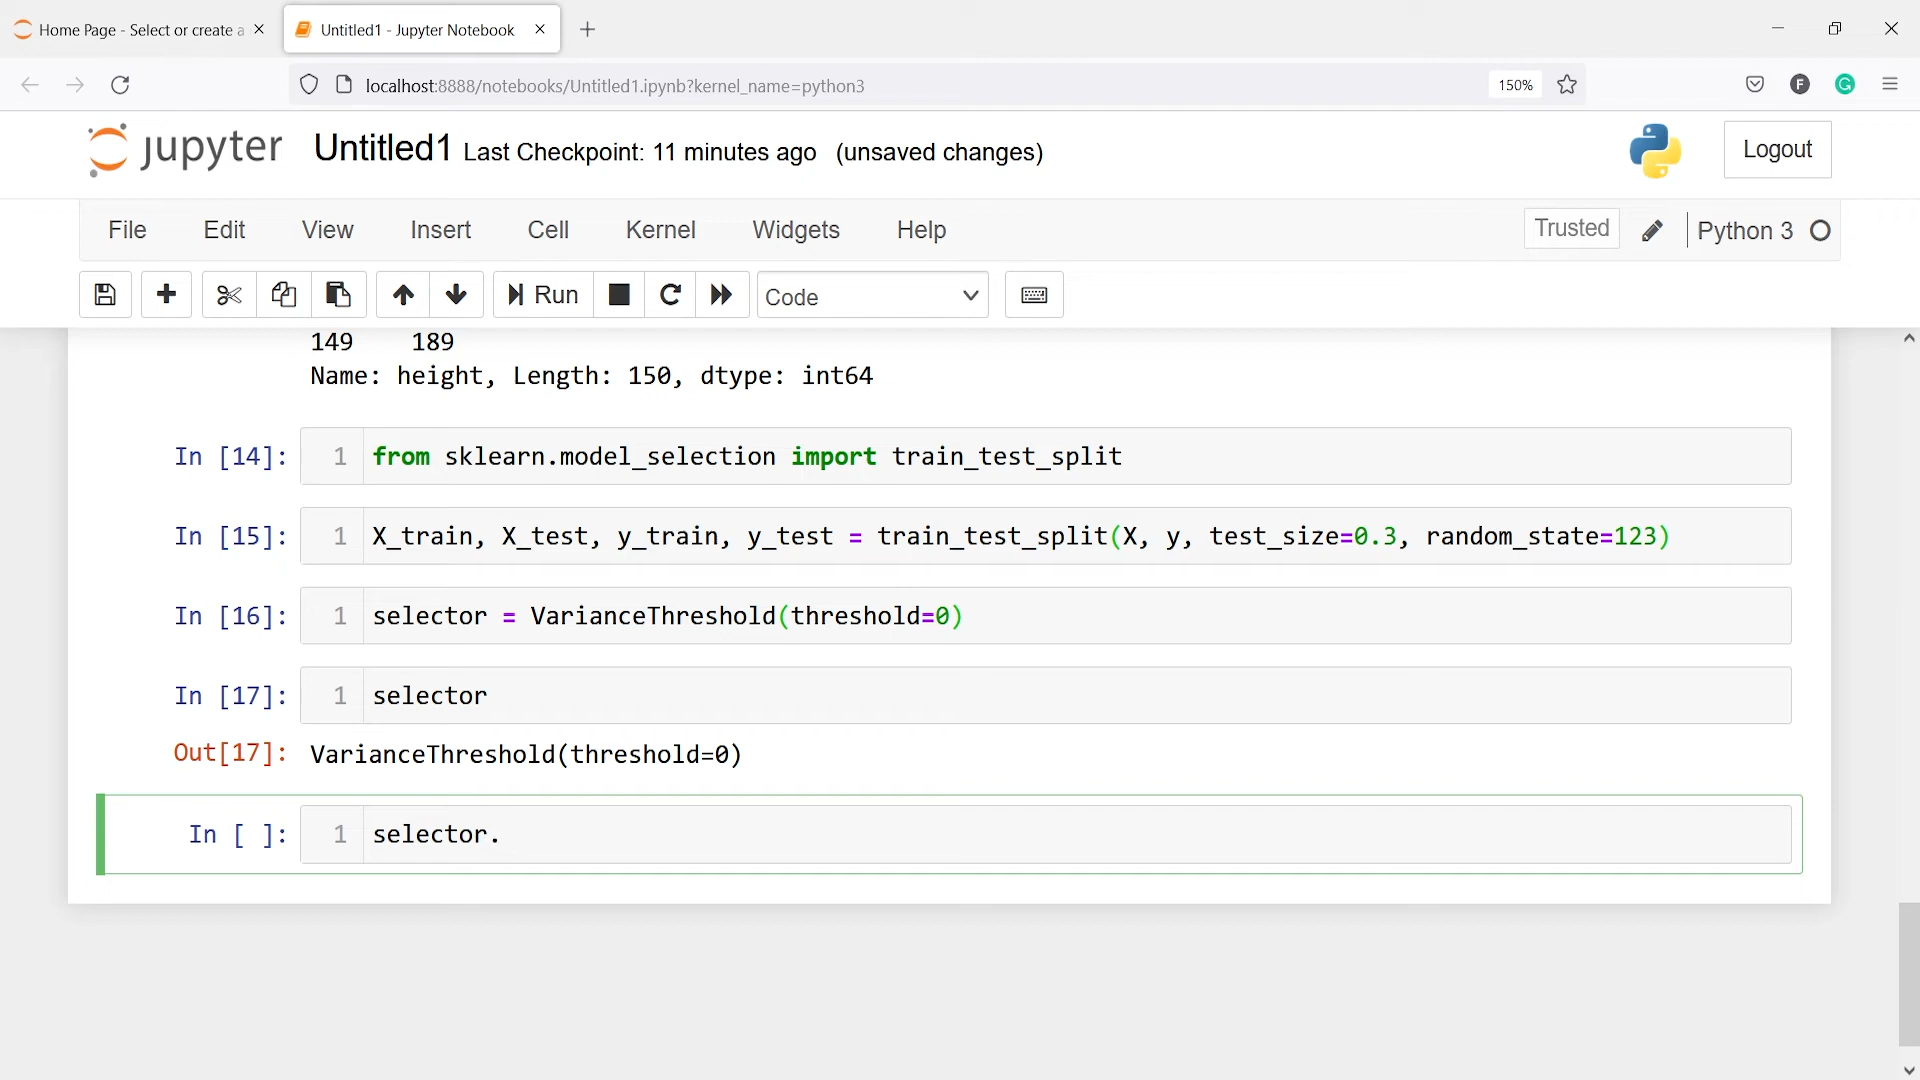 Home Page - Select or create a
Untitled1 - Jupyter Notebook
localhost:8888/notebooks/Untitled1.ipynb?kernel_name=python3
150%
F
G
jupyter Untitled1 Last Checkpoint: 11 minutes ago (unsaved changes)
Logout
File Edit View Insert Cell Kernel Widgets Help
Trusted
Python 3
Run
Code
149 189
Name: height, Length: 150, dtype: int64
In [14]: 1 from sklearn.model_selection import train_test_split
In [15]: 1 X_train, X_test, y_train, y_test = train_test_split(X, y, test_size=0.3, random_state=123)
In [16]: 1 selector = VarianceThreshold(threshold=0)
In [17]: 1 selector
Out[17]: VarianceThreshold(threshold=0)
In [ ]: 1 selector.